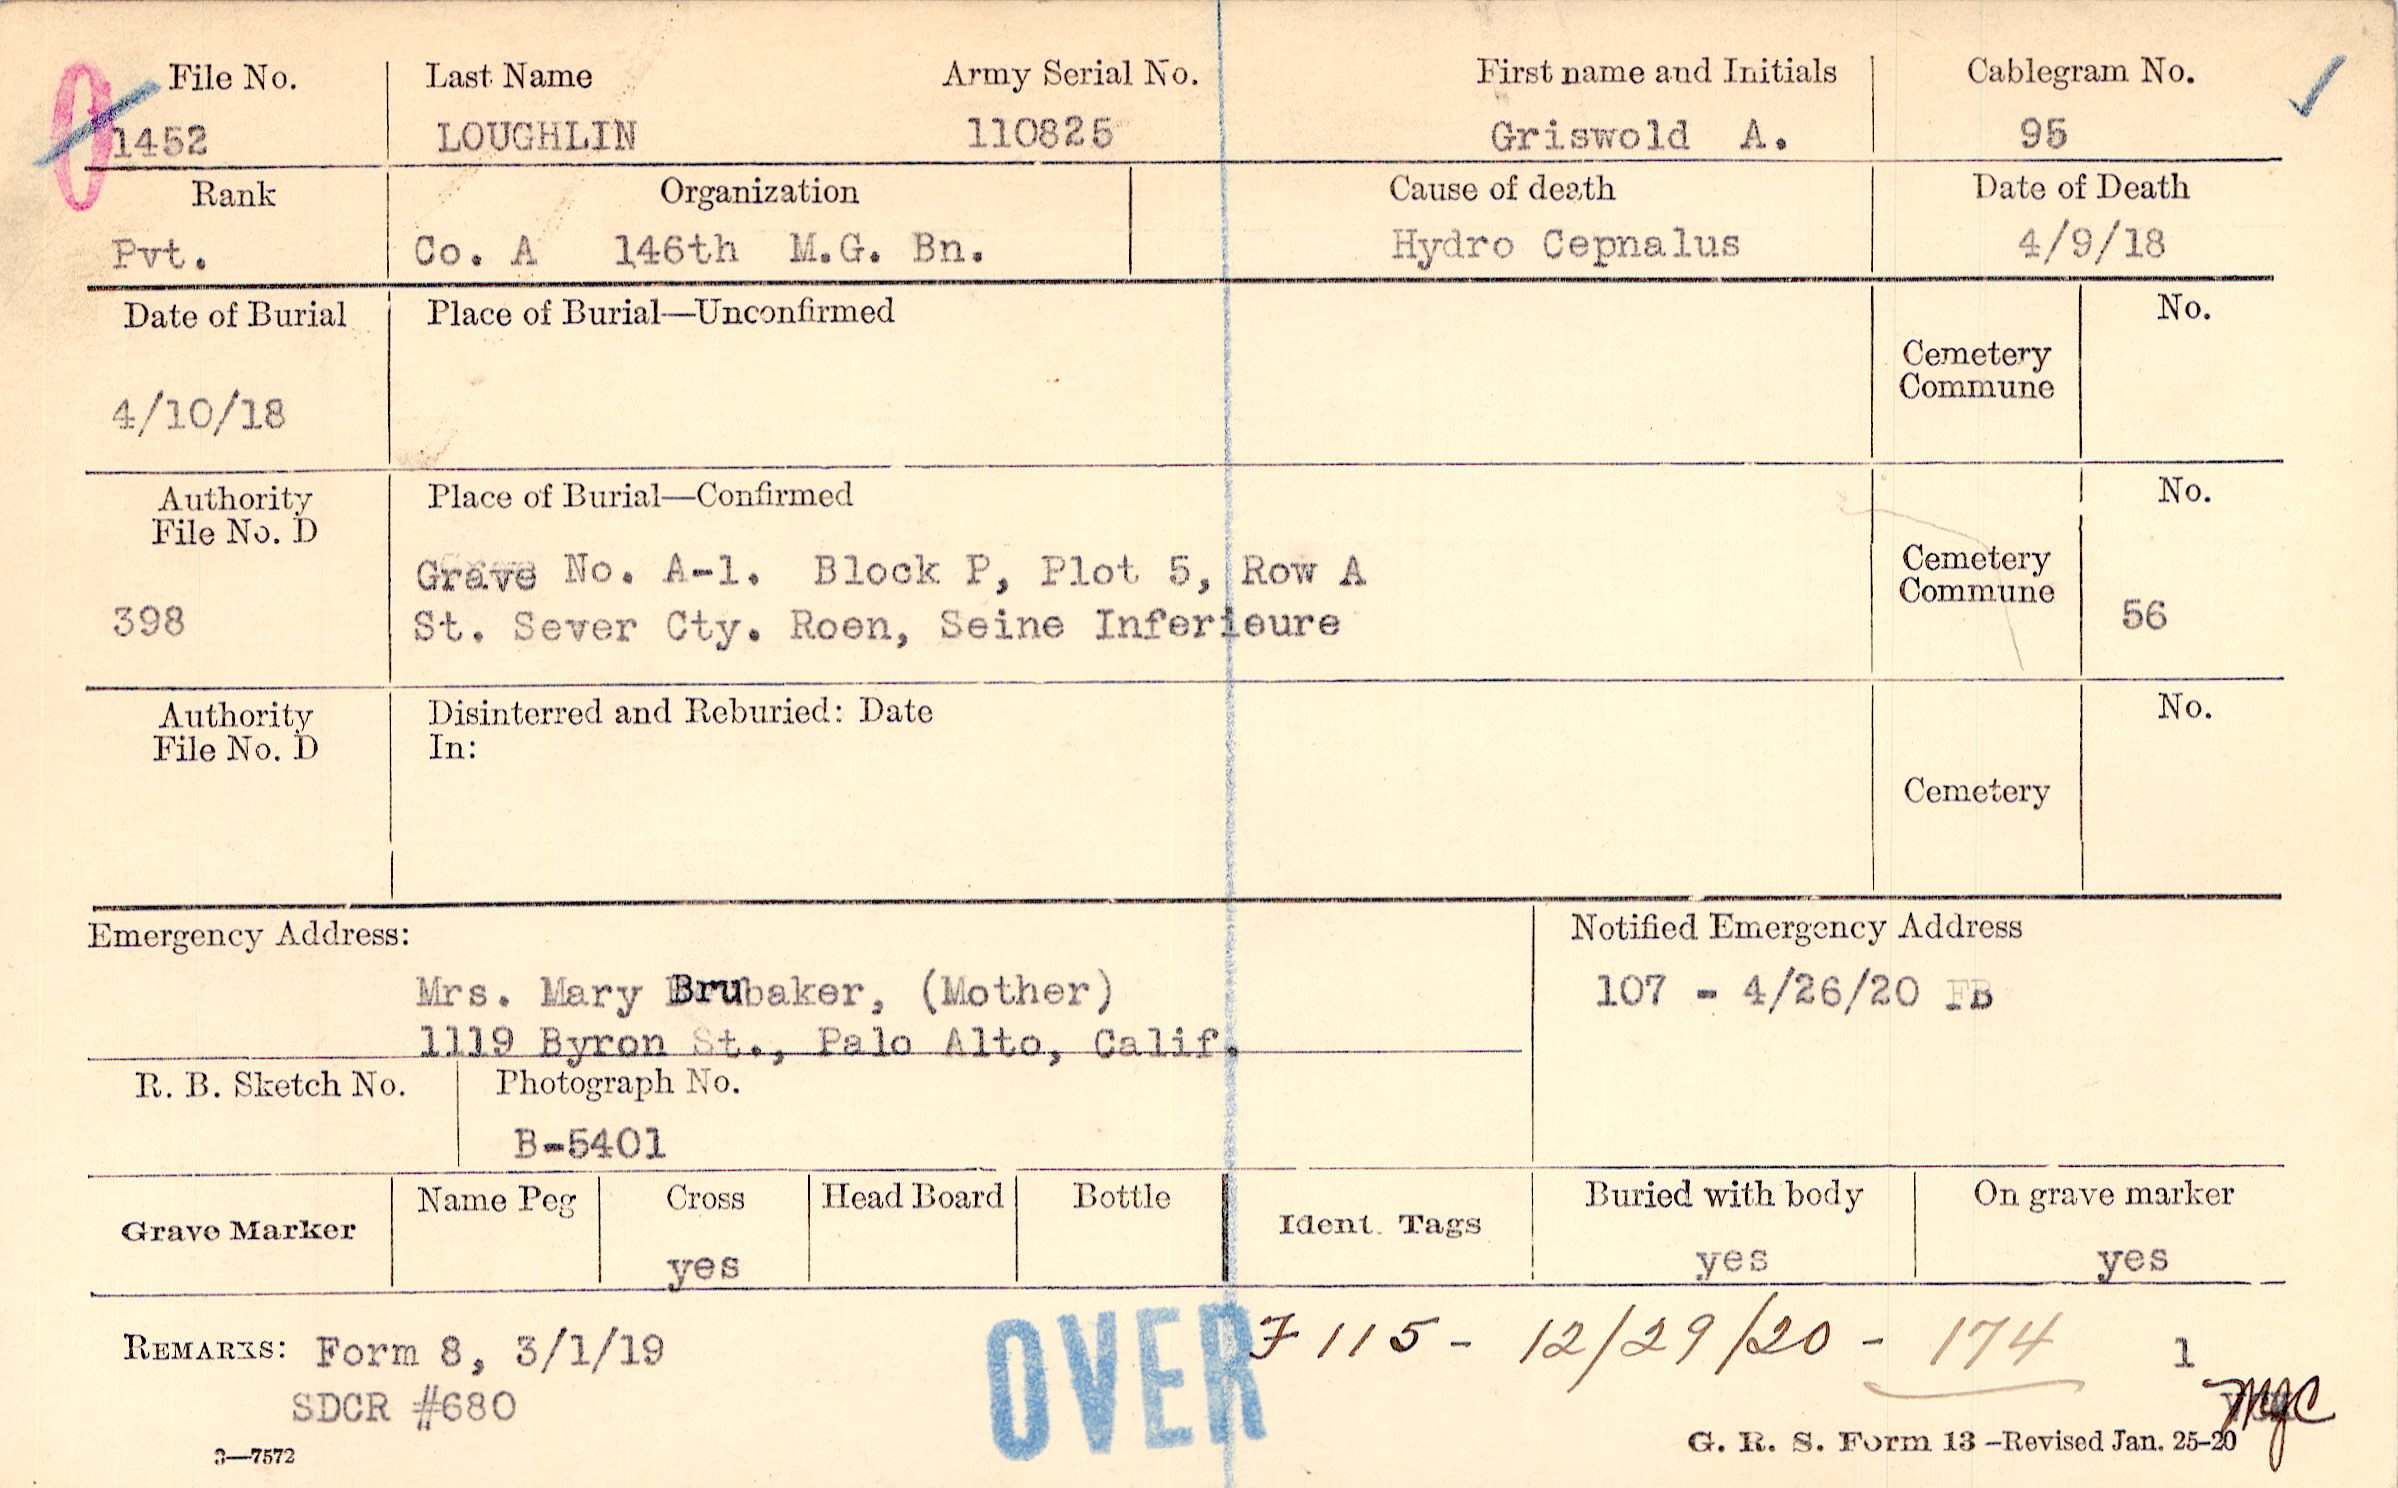 File No. Last Name Army Serial No. First name and Initials Cablegram No.
1452 LOUGHLIN 110825 Griswold A. 95
Rank Organization Cause of death Date of Death
Pvt. Co. A 146th M.G. Bn. Hydro Cepnalus 4/9/18
Date of Burial Place of Burial—Unconfirmed No.
Cemetery
Commune
4/10/18
Authority Place of Burial—Confirmed No.
File No. D
Grave No. A-1. Block P, Plot 5, Row A Cemetery
Commune
398 St. Sever Cty. Roen, Seine Inferieure 56
Authority Disinterred and Reburied: Date No.
File No. D In:
Cemetery
Emergency Address: Notified Emergency Address
Mrs. Mary Brubaker, (Mother) 107 - 4/26/20 FB
1119 Byron St., Palo Alto, Calif.
R. B. Sketch No. Photograph No.
B-5401
Grave Marker Name Peg Cross Head Board Bottle Ident. Tags Buried with body On grave marker
yes yes yes
OVER
REMARKS: Form 8, 3/1/19 F 115 - 12/29/20 - 174 1
SDCR #680
3—7572 G. R. S. Form 13 –Revised Jan. 25–20